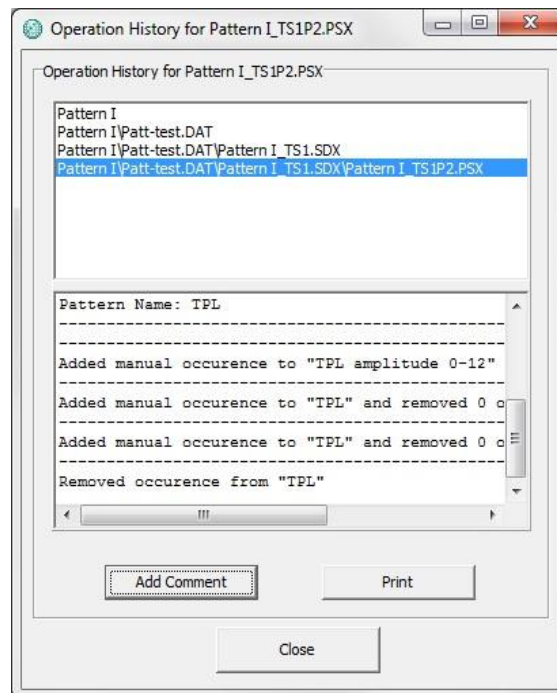 Operation History for Pattern I_TS1P2.PSX
Operation History for Pattern I_TS1P2.PSX
Pattern I
Pattern I\Patt-test.DAT
Pattern I\Patt-test.DAT\Pattern I_TS1.SDX
Pattern I\Patt-test.DAT\Pattern I_TS1.SDX\Pattern I_TS1P2.PSX
Pattern Name: TPL
--------------------------------------------------
--------------------------------------------------
Added manual occurence to "TPL amplitude 0-12"
--------------------------------------------------
Added manual occurence to "TPL" and removed 0 o
--------------------------------------------------
Added manual occurence to "TPL" and removed 0 o
--------------------------------------------------
Removed occurence from "TPL"
Add Comment Print
Close